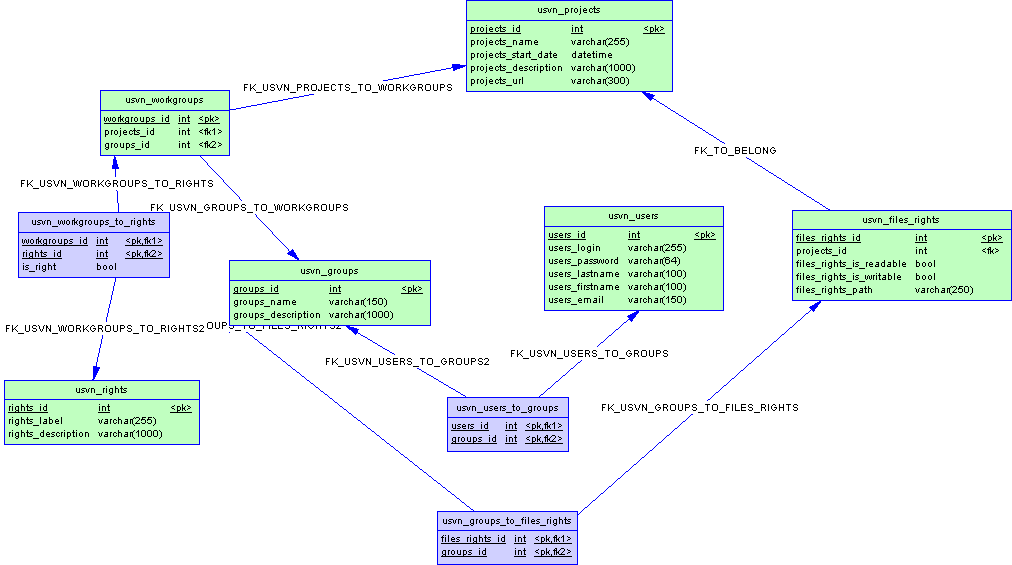 usvn_projects
projects_id int <pk>
projects_name varchar(255)
projects_start_date datetime
projects_description varchar(1000)
projects_url varchar(300)
FK_USVN_PROJECTS_TO_WORKGROUPS
usvn_workgroups
workgroups_id int <pk>
projects_id int <fk1>
groups_id int <fk2>
FK_TO_BELONG
FK_USVN_WORKGROUPS_TO_RIGHTS
FK_USVN_GROUPS_TO_WORKGROUPS
usvn_workgroups_to_rights
workgroups_id int <pk,fk1>
rights_id int <pk,fk2>
is_right bool
usvn_users
users_id int <pk>
users_login varchar(255)
users_password varchar(64)
users_lastname varchar(100)
users_firstname varchar(100)
users_email varchar(150)
usvn_files_rights
files_rights_id int <pk>
projects_id int <fk>
files_rights_is_readable bool
files_rights_is_writable bool
files_rights_path varchar(250)
usvn_groups
groups_id int <pk>
groups_name varchar(150)
groups_description varchar(1000)
FK_USVN_WORKGROUPS_TO_RIGHTS2
OUPS_TO_FILES_RIGHTS2
FK_USVN_USERS_TO_GROUPS2
FK_USVN_USERS_TO_GROUPS
usvn_rights
rights_id int <pk>
rights_label varchar(255)
rights_description varchar(1000)
usvn_users_to_groups
users_id int <pk,fk1>
groups_id int <pk,fk2>
FK_USVN_GROUPS_TO_FILES_RIGHTS
usvn_groups_to_files_rights
files_rights_id int <pk,fk1>
groups_id int <pk,fk2>